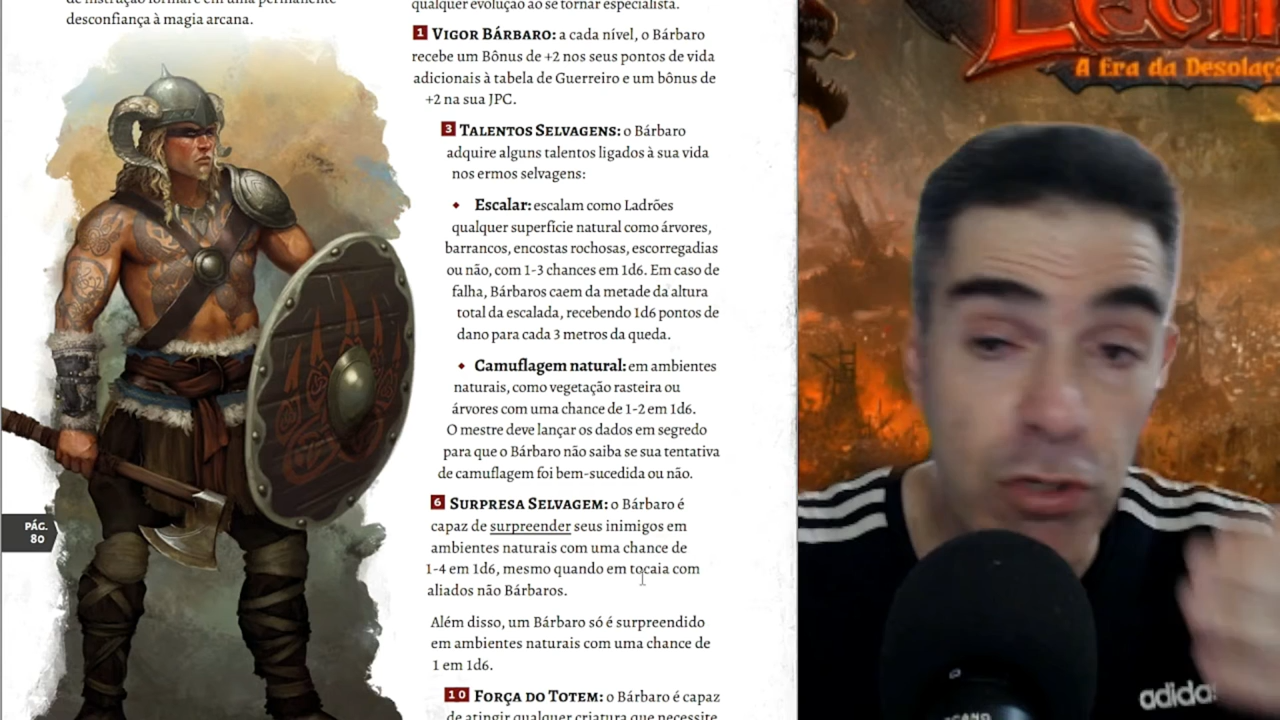 de instrução formal e em uma permanente
desconfiança à magia arcana.
PÁG.
80
qualquer evolução ao se tornar especialista.
1 VIGOR BÁRBARO: a cada nível, o Bárbaro
recebe um Bônus de +2 nos seus pontos de vida
adicionais à tabela de Guerreiro e um bônus de
+2 na sua JPC.
3 TALENTOS SELVAGENS: o Bárbaro
adquire alguns talentos ligados à sua vida
nos ermos selvagens:
Escalar: escalam como Ladrões
qualquer superfície natural como árvores,
barrancos, encostas rochosas, escorregadias
ou não, com 1-3 chances em 1d6. Em caso de
falha, Bárbaros caem da metade da altura
total da escalada, recebendo 1d6 pontos de
dano para cada 3 metros da queda.
Camuflagem natural: em ambientes
naturais, como vegetação rasteira ou
árvores com uma chance de 1-2 em 1d6.
O mestre deve lançar os dados em segredo
para que o Bárbaro não saiba se sua tentativa
de camuflagem foi bem-sucedida ou não.
6 SURPRESA SELVAGEM: o Bárbaro é
capaz de surpreender seus inimigos em
ambientes naturais com uma chance de
1-4 em 1d6, mesmo quando em tocaia com
aliados não Bárbaros.
Além disso, um Bárbaro só é surpreendido
em ambientes naturais com uma chance de
1 em 1d6.
10 FORÇA DO TOTEM: o Bárbaro é capaz
de atingir qualquer criatura que necessite
A Era da Desolaç
adidas